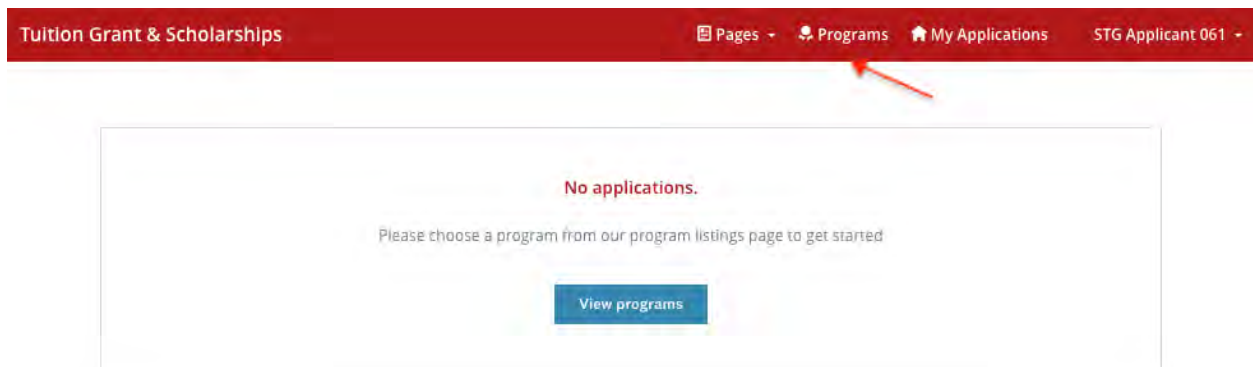 Tuition Grant & Scholarships Pages Programs My Applications STG Applicant 061
No applications.
Please choose a program from our program listings page to get started
View programs